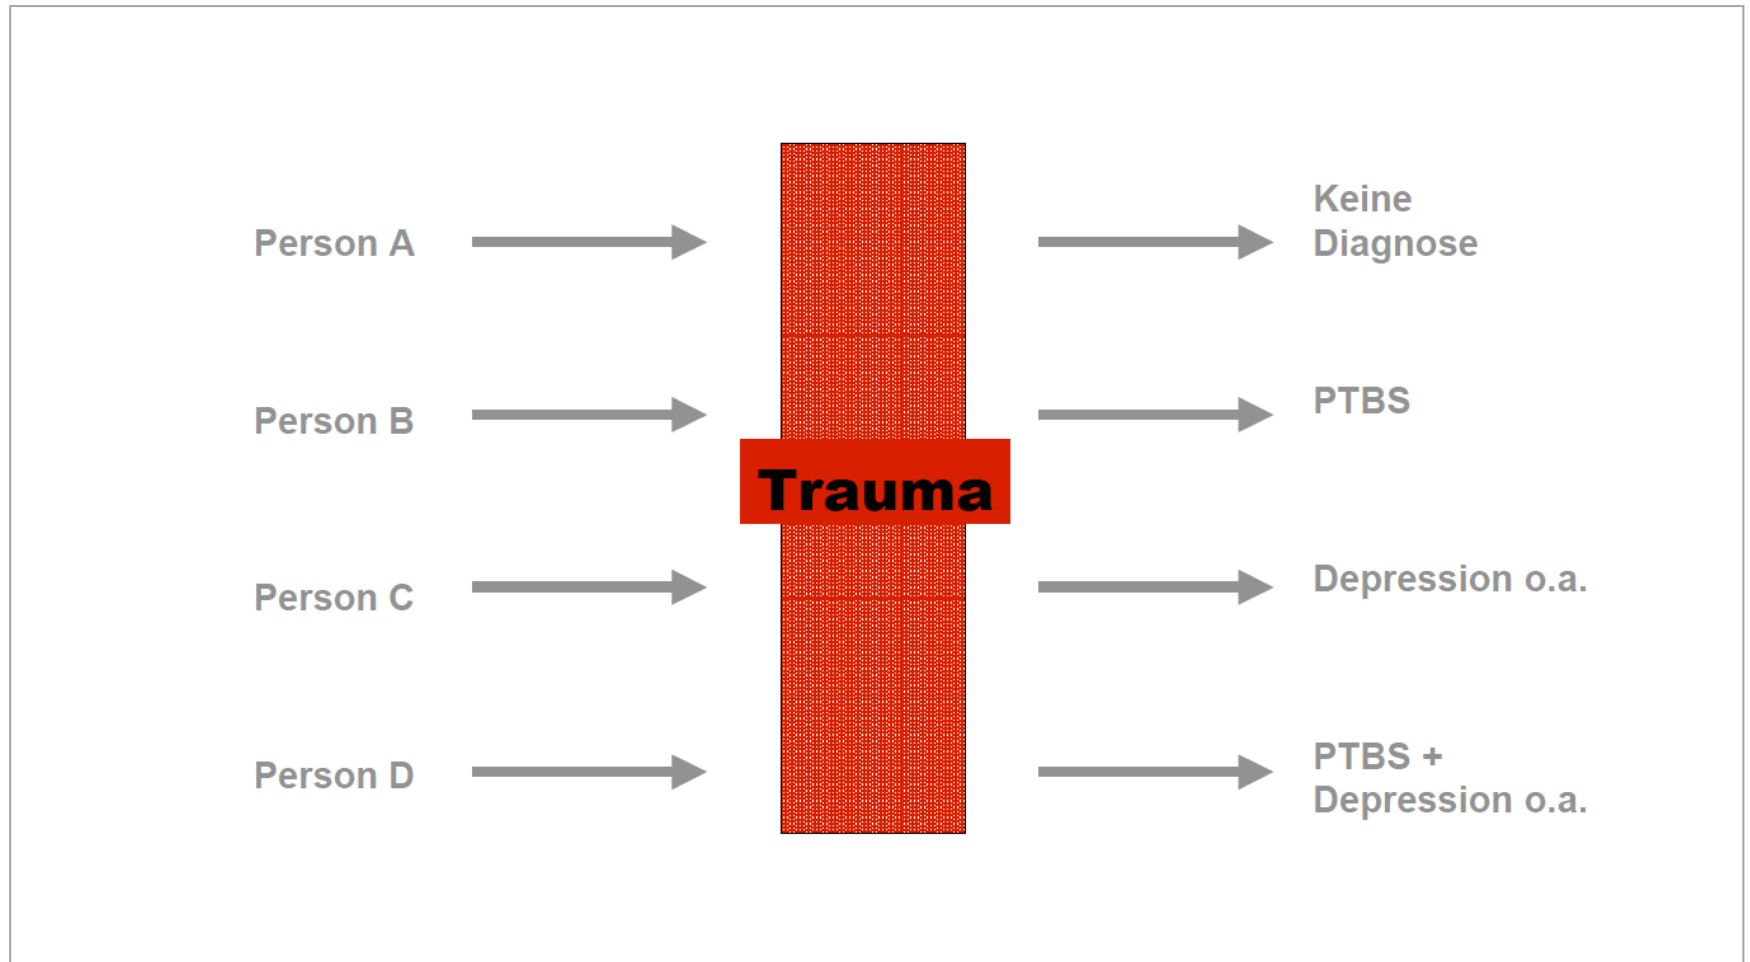 Person A
Keine
Diagnose
Person B
PTBS
Trauma
Person C
Depression o.a.
Person D
PTBS +
Depression o.a.